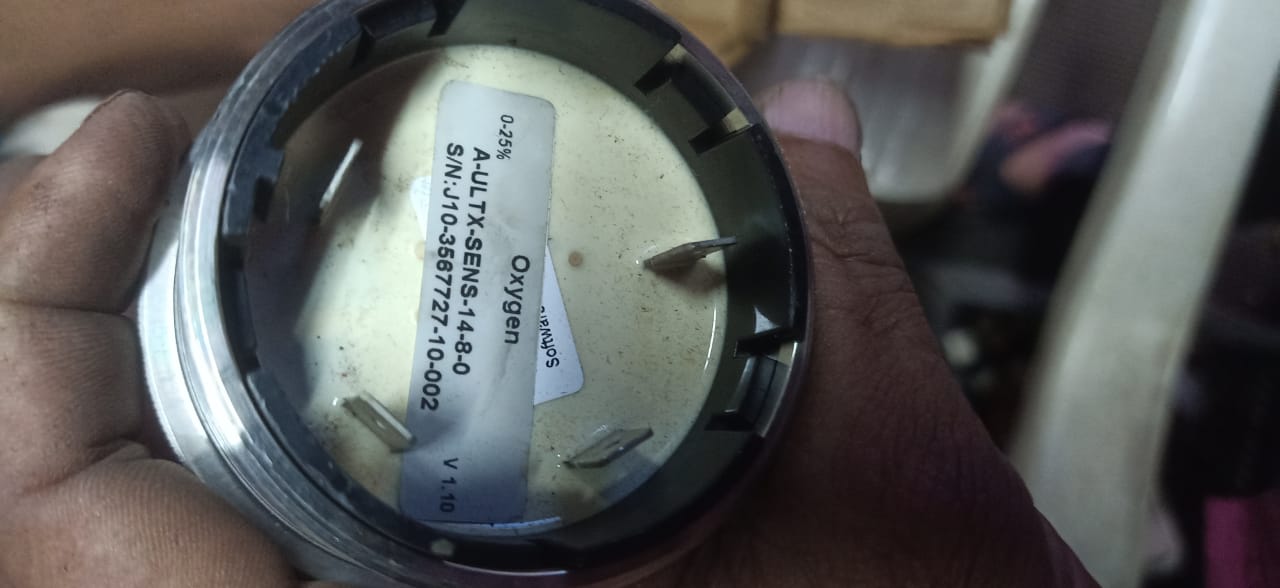 0-25%
Oxygen
A-ULTX-SENS-14-8-0
S/N:J10-3567727-10-002
V 1.10
Software